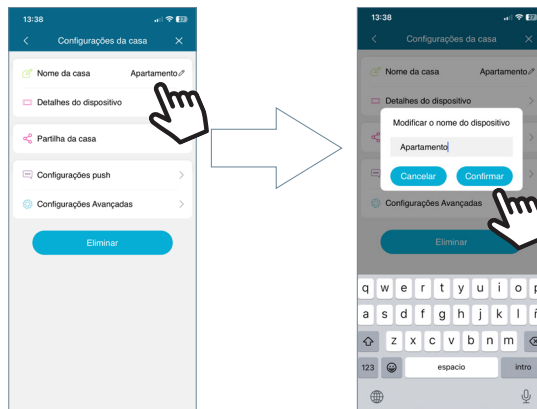 13:38
Configurações da casa
Nome da casa Apartamento
Detalhes do dispositivo
Partilha da casa
Configurações push
Configurações Avançadas
Eliminar
13:38
Configurações da casa
Nome da casa Apartamento
Detalhes do dispositivo
Modificar o nome do dispositivo
Apartamento
Cancelar Confirmar
Configurações Avançadas
Eliminar
q w e r t y u i o p
a s d f g h j k l ñ
z x c v b n m
123 espacio intro